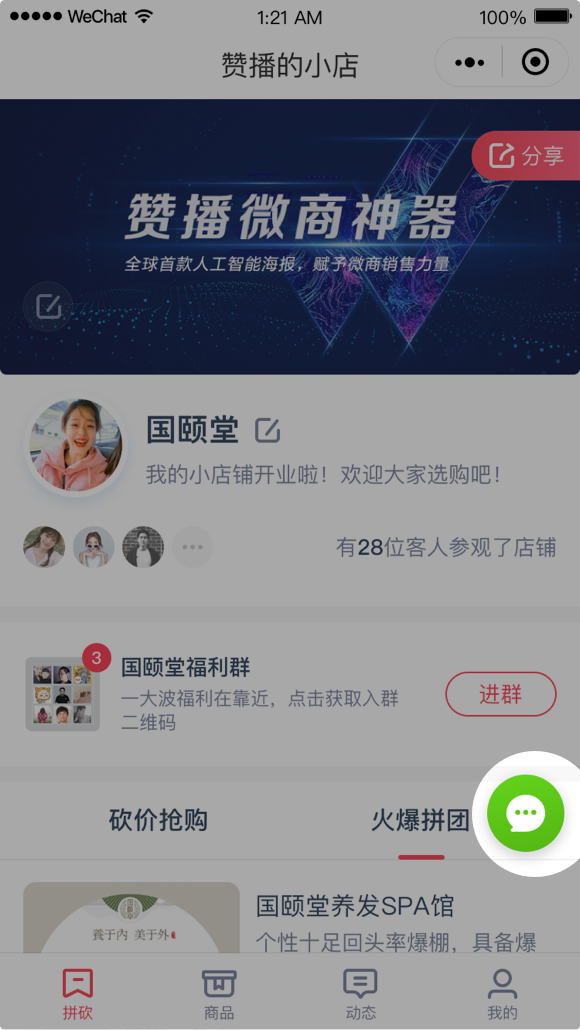 WeChat 1:21 AM 100%
赞播的小店
分享
赞播微商神器
全球首款人工智能海报，赋予微商销售力量
国颐堂
我的小店铺开业啦！欢迎大家选购吧！
有28位客人参观了店铺
3
国颐堂福利群
一大波福利在靠近，点击获取入群
二维码
进群
砍价抢购 火爆拼团
国颐堂养发SPA馆
養于内 美于外
个性十足回头率爆棚，具备爆
拼砍 商品 动态 我的